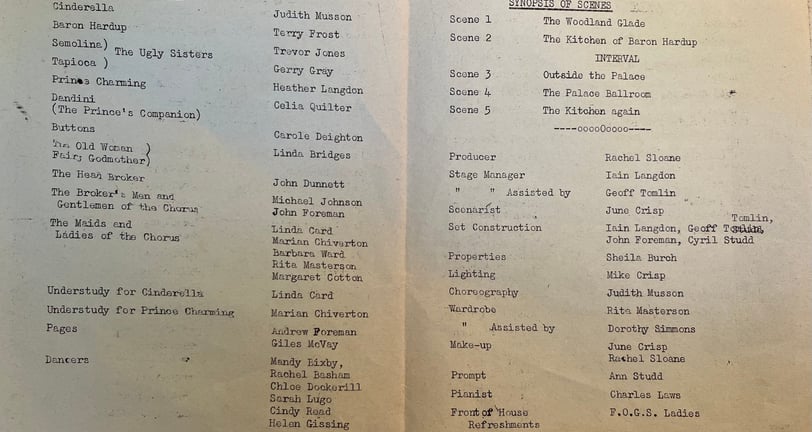 Cinderella Judith Musson
Baron Hardup Terry Frost
Semolina) Trevor Jones
The Ugly Sisters
Tapioca ) Gerry Gray
Prince Charming Heather Langdon
Dandini Celia Quilter
(The Prince's Companion)
Buttons Carole Deighton
The Old Woman ) Linda Bridges
Fairy Godmother)
The Head Broker John Dunnett
The Broker's Men and Michael Johnson
Gentlemen of the Chorus John Foreman
The Maids and Linda Card
Ladies of the Chorus Marian Chiverton
Barbara Ward
Rita Masterson
Margaret Cotton
Understudy for Cinderella Linda Card
Understudy for Prince Charming Marian Chiverton
Pages Andrew Foreman
Giles McVay
Dancers Mandy Bixby,
Rachel Basham
Chloe Dockerill
Sarah Lugo
Cindy Read
Helen Gissing
SYNOPSIS OF SCENES
Scene 1 The Woodland Glade
Scene 2 The Kitchen of Baron Hardup
INTERVAL
Scene 3 Outside the Palace
Scene 4 The Palace Ballroom
Scene 5 The Kitchen again
----ooooOoooo----
Producer Rachel Sloane
Stage Manager Iain Langdon
" " Assisted by Geoff Tomlin
Scenarist June Crisp
Tomlin,
Set Construction Iain Langdon, Geoff
John Foreman, Cyril Studd
Properties Sheila Burch
Lighting Mike Crisp
Choreography Judith Musson
Wardrobe Rita Masterson
" Assisted by Dorothy Simmons
Make-up June Crisp
Rachel Sloane
Prompt Ann Studd
Pianist Charles Laws
Front of House F.O.G.S. Ladies
Refreshments